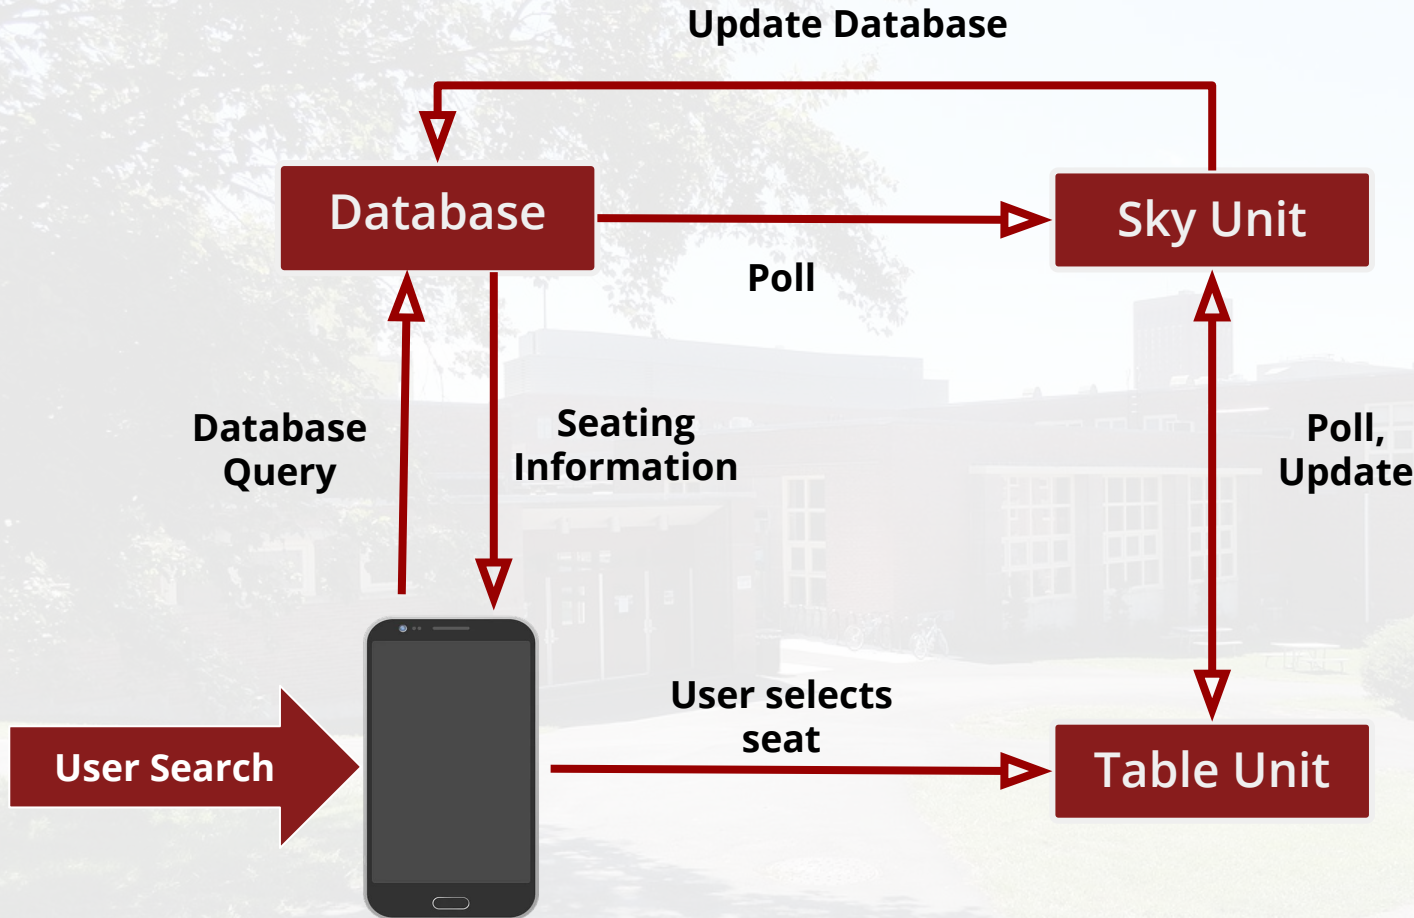 Update Database
Database
Sky Unit
Poll
Database
Query
Seating
Information
Poll,
Update
User selects
seat
User Search
Table Unit